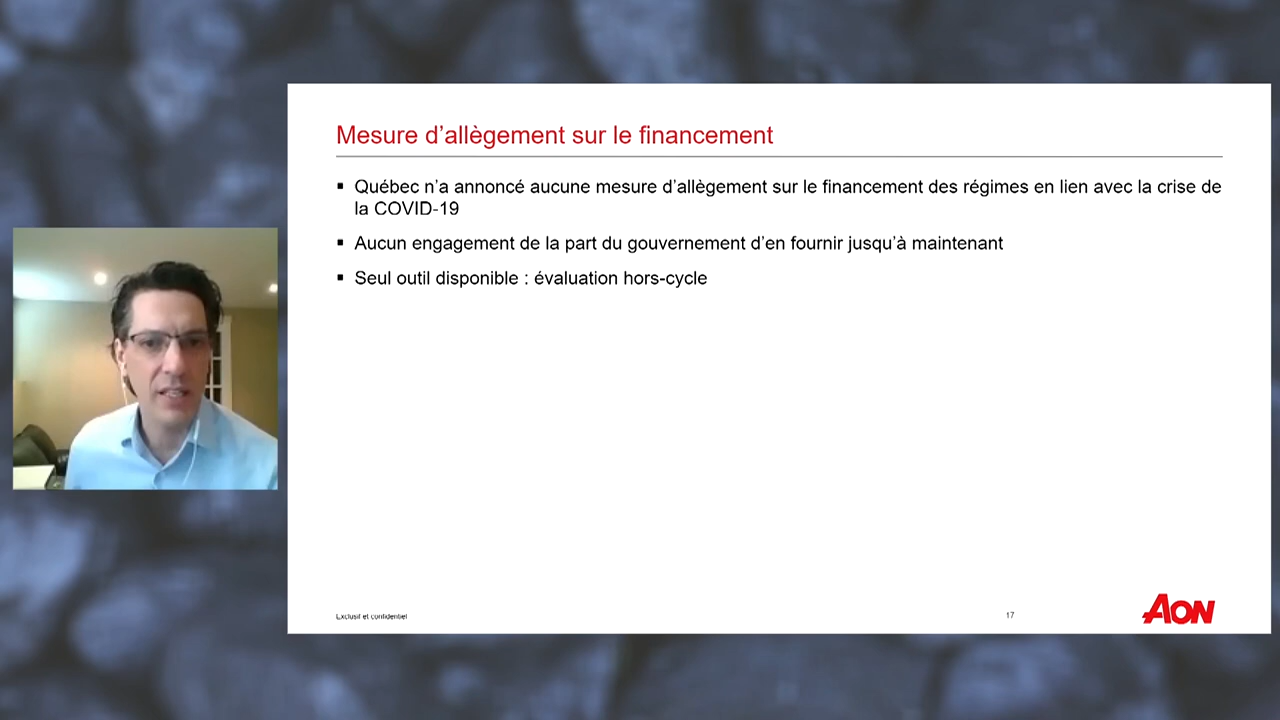 Mesure d’allègement sur le financement
▪ Québec n’a annoncé aucune mesure d’allègement sur le financement des régimes en lien avec la crise de
la COVID-19
▪ Aucun engagement de la part du gouvernement d’en fournir jusqu’à maintenant
▪ Seul outil disponible : évaluation hors-cycle
Exclusif et confidentiel
17
AON